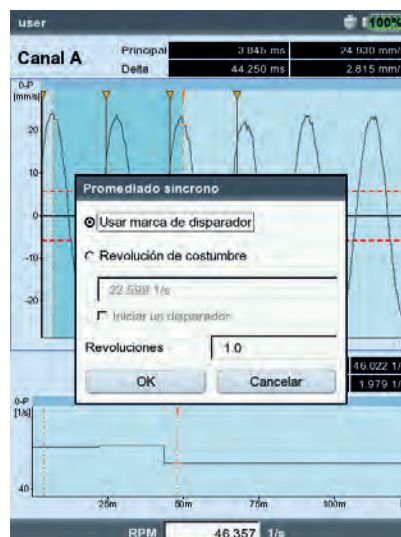 user 100%
Canal A
Principal 3.845 ms 24.930 mm/
Delta 44.250 ms 2.815 mm/
0-P
[mm/s]
20
10
0
-10
-20
Promediado síncrono
Usar marca de disparador
Revolución de costumbre
22.599 1/s
Iniciar un disparador
Revoluciones 1.0
OK Cancelar
46.022 1/
1.979 1/
0-P
[1/s]
40
25m 50m 75m 100m
RPM 46.357 1/s